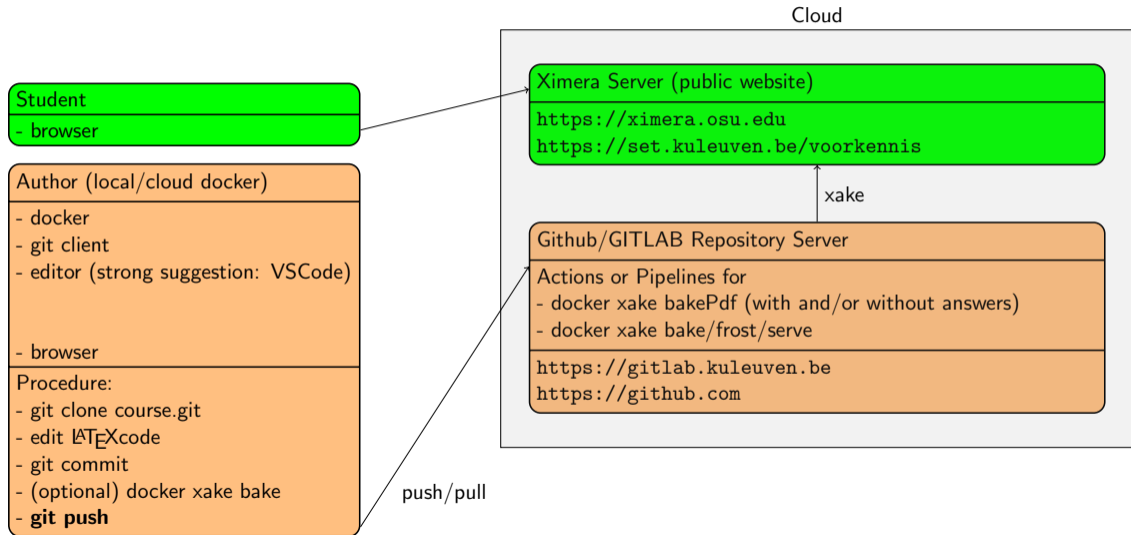 Cloud
Student
- browser
Author (local/cloud docker)
- docker
- git client
- editor (strong suggestion: VSCode)
- browser
Procedure:
- git clone course.git
- edit LATEXcode
- git commit
- (optional) docker xake bake
- git push
push/pull
Ximera Server (public website)
https://ximera.osu.edu
https://set.kuleuven.be/voorkennis
xake
Github/GITLAB Repository Server
Actions or Pipelines for
- docker xake bakePdf (with and/or without answers)
- docker xake bake/frost/serve
https://gitlab.kuleuven.be
https://github.com